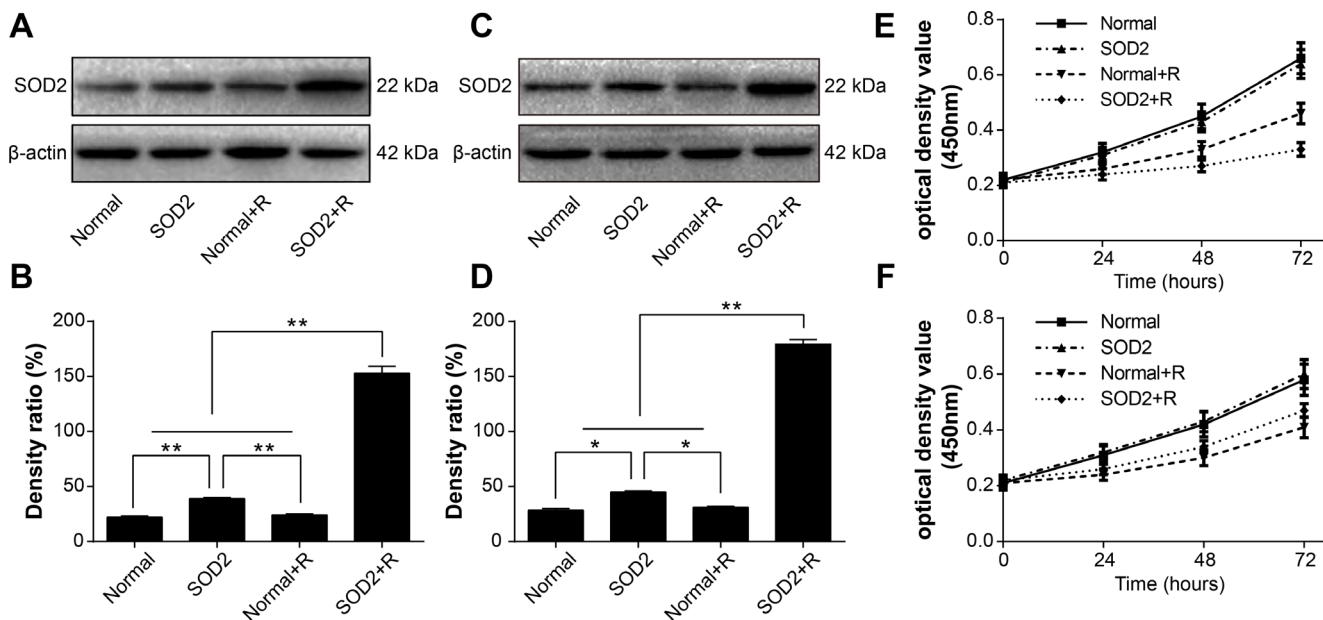 A
SOD2
22 kDa
β-actin
42 kDa
Normal
SOD2
Normal+R
SOD2+R
B
Density ratio (%)
200
150
100
50
0
**
**
**
Normal
SOD2
Normal+R
SOD2+R
C
SOD2
22 kDa
β-actin
42 kDa
Normal
SOD2
Normal+R
SOD2+R
D
Density ratio (%)
200
150
100
50
0
**
*
*
Normal
SOD2
Normal+R
SOD2+R
E
optical density value
(450nm)
0.8
0.6
0.4
0.2
0.0
Normal
SOD2
Normal+R
SOD2+R
0 24 48 72
Time (hours)
F
optical density value
(450nm)
0.8
0.6
0.4
0.2
0.0
Normal
SOD2
Normal+R
SOD2+R
0 24 48 72
Time (hours)